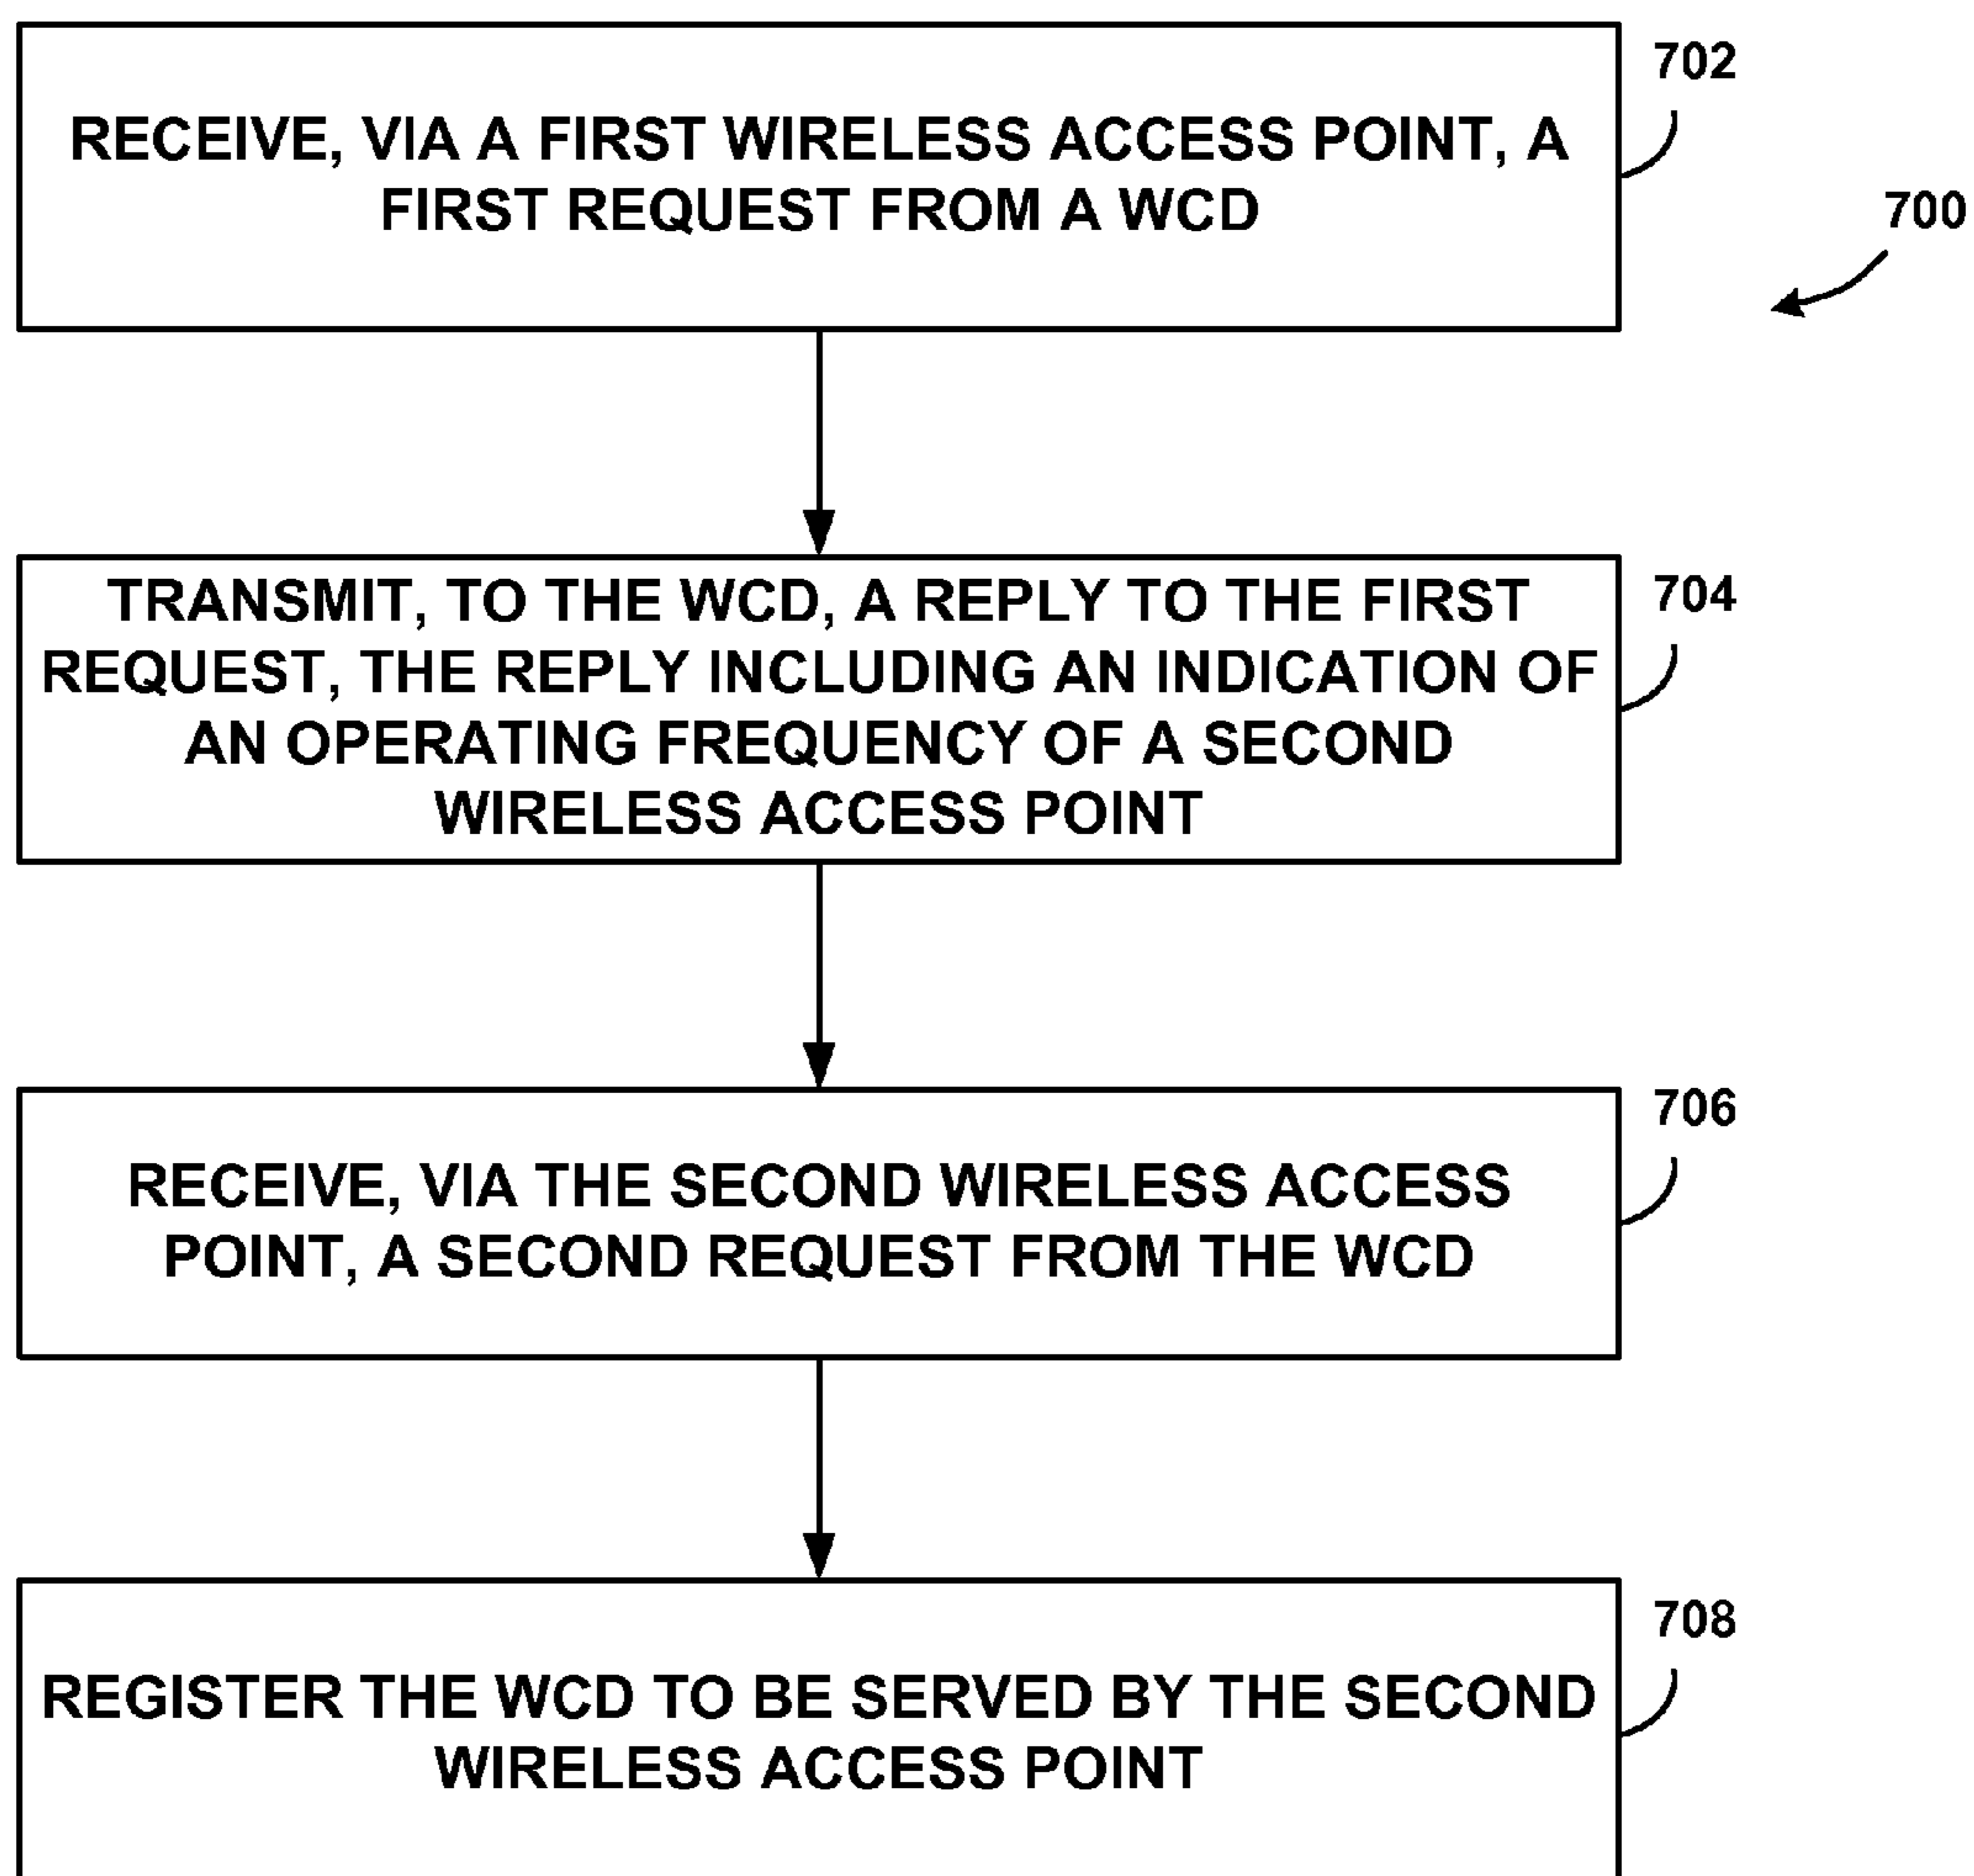 702
RECEIVE, VIA A FIRST WIRELESS ACCESS POINT, A
FIRST REQUEST FROM A WCD
700
704
TRANSMIT, TO THE WCD, A REPLY TO THE FIRST
REQUEST, THE REPLY INCLUDING AN INDICATION OF
AN OPERATING FREQUENCY OF A SECOND
WIRELESS ACCESS POINT
706
RECEIVE, VIA THE SECOND WIRELESS ACCESS
POINT, A SECOND REQUEST FROM THE WCD
708
REGISTER THE WCD TO BE SERVED BY THE SECOND
WIRELESS ACCESS POINT